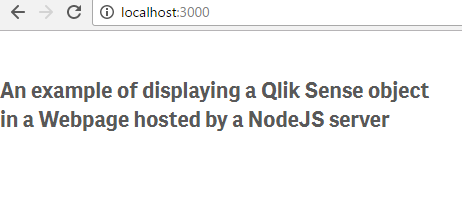 localhost:3000
An example of displaying a Qlik Sense object
in a Webpage hosted by a NodeJS server